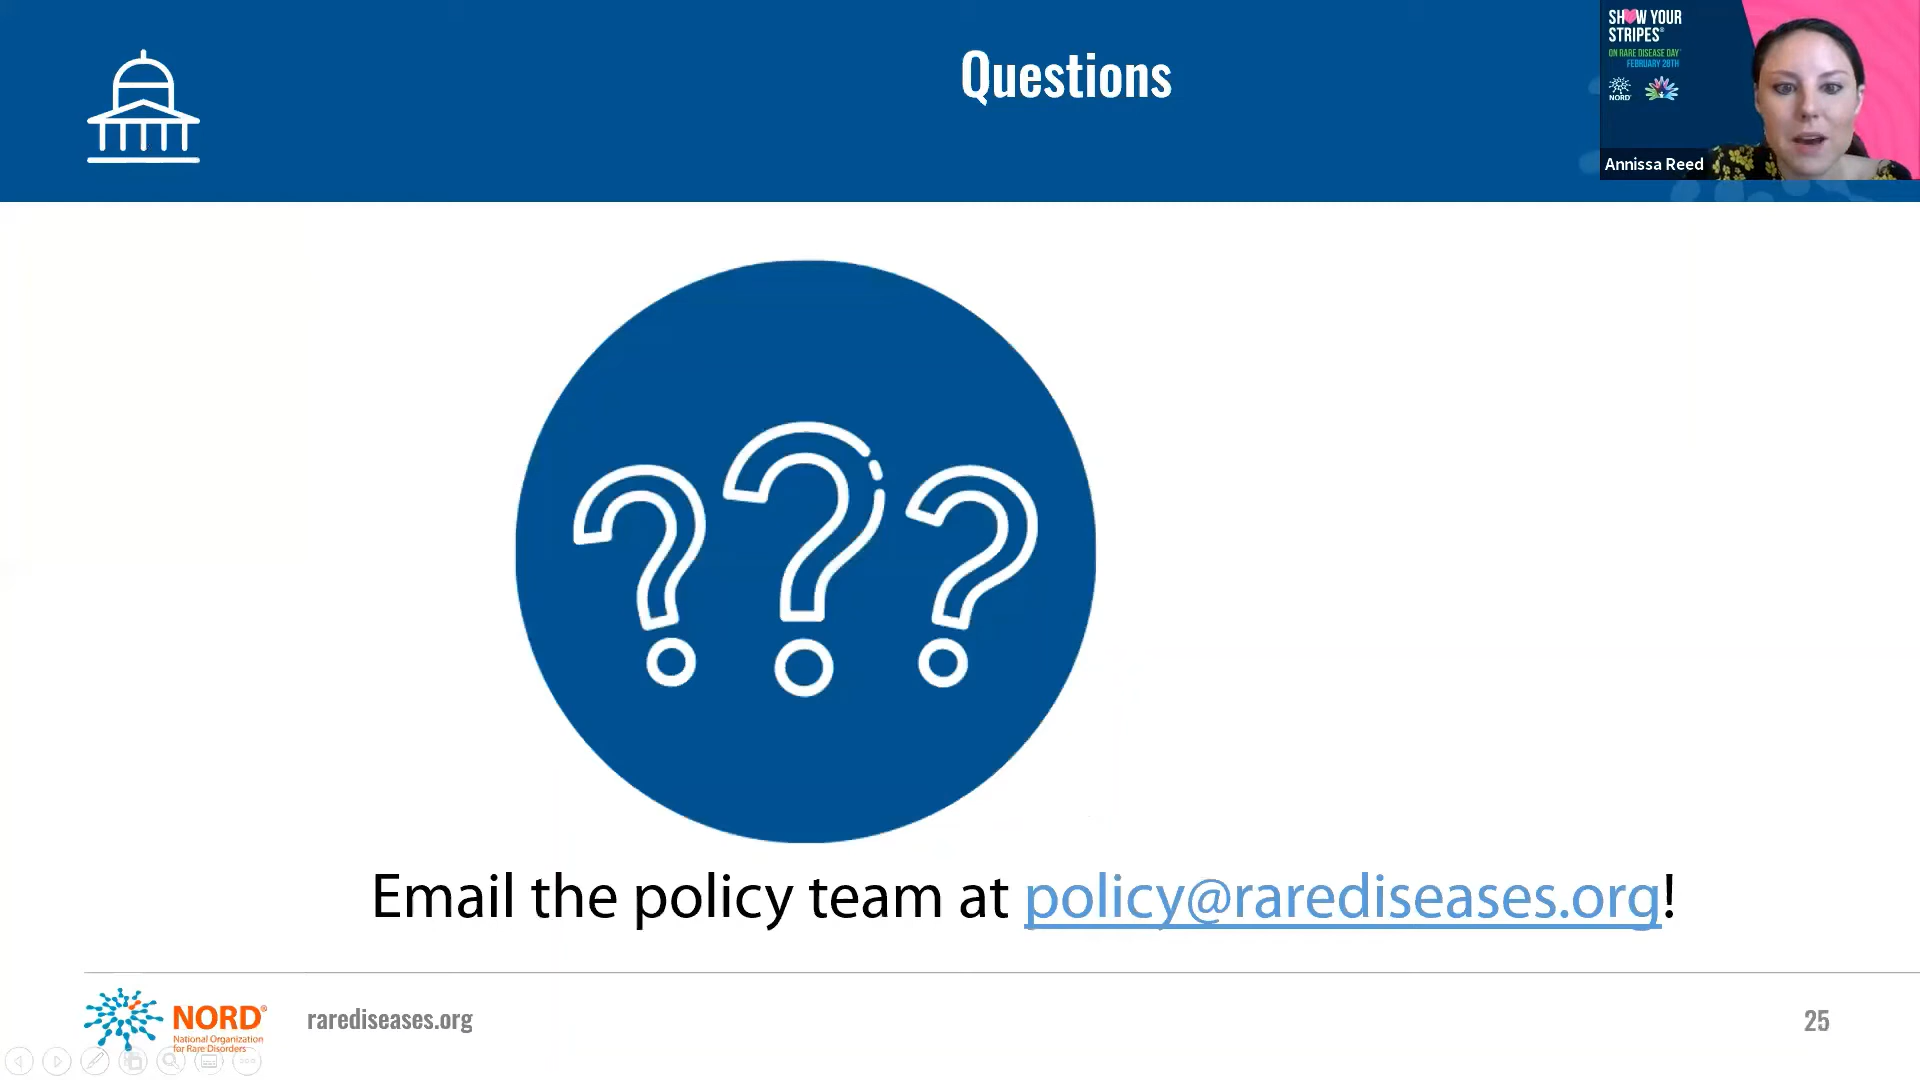 Questions
SHOW YOUR
STRIPES®
ON RARE DISEASE DAY®
FEBRUARY 28TH
NORD
Annissa Reed
???
Email the policy team at policy@rarediseases.org!
NORD®
National Organization
for Rare Disorders
rarediseases.org
25